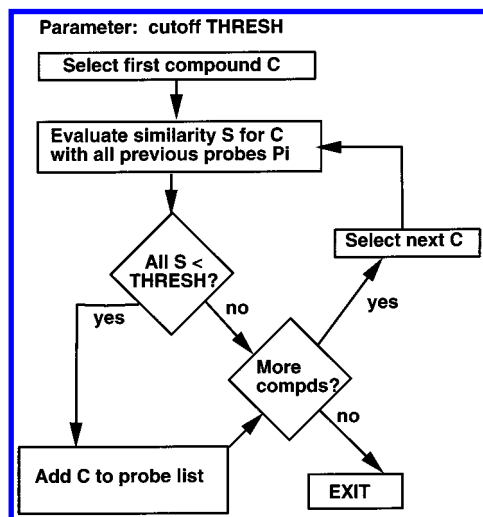 Parameter: cutoff THRESH
Select first compound C
Evaluate similarity S for C
with all previous probes Pi
All S <
THRESH?
Select next C
yes
no
yes
More
compds?
no
Add C to probe list
EXIT